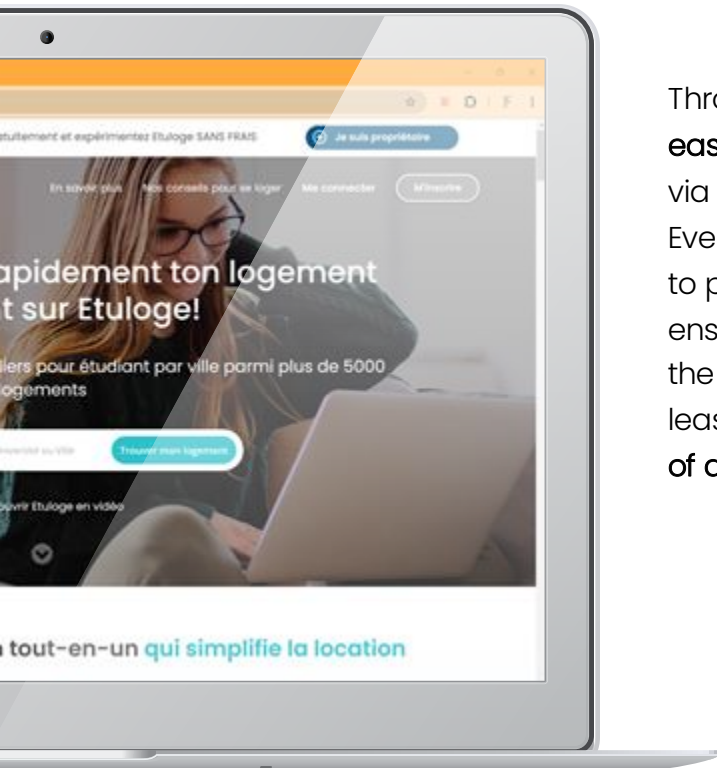 atuitement et expérimentez Etuloge SANS FRAIS
Je suis propriétaire
En savoir plus Nos conseils pour se loger Me connecter M'inscrire
apidement ton logement
t sur Etuloge!
liers pour étudiant par ville parmi plus de 5000
logements
Trouver mon logement
ouvrir Etuloge en vidéo
tout-en-un qui simplifie la location
Thro
eas
via
Eve
to p
ens
the
leas
of c